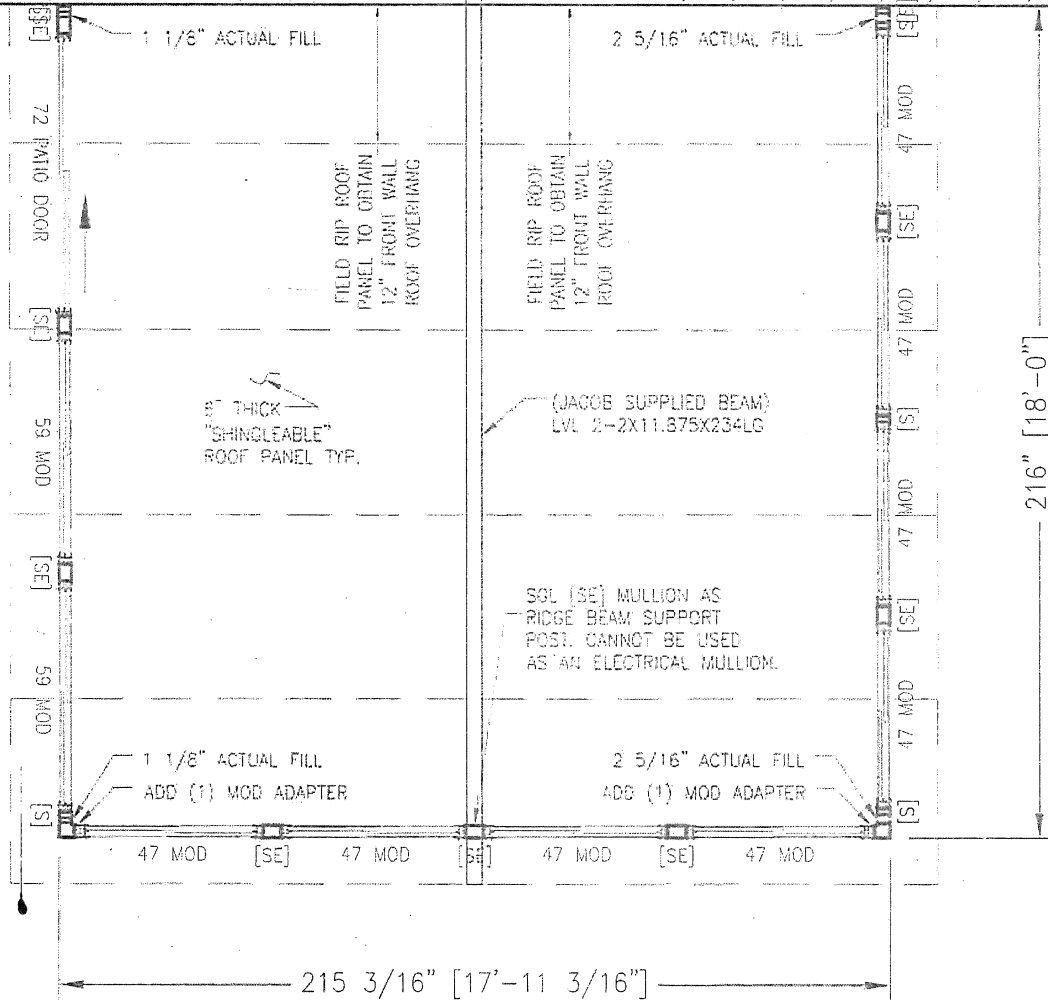 [SE]
1 1/8" ACTUAL FILL
2 5/16" ACTUAL FILL
[SE]
72 PATIO DOOR
47 MOD
FIELD RIP ROOF
PANEL TO OBTAIN
12" FRONT WALL
ROOF OVERHANG
FIELD RIP ROOF
PANEL TO OBTAIN
12" FRONT WALL
ROOF OVERHANG
[SE]
[SE]
47 MOD
6" THICK
"SHINGLEABLE"
ROOF PANEL TYP.
(JACOB SUPPLIED BEAM)
LVL 2-2X11.875X234LG
[S]
59 MOD
47 MOD
216" [18'-0"]
[SE]
SGL [SE] MULLION AS
RIDGE BEAM SUPPORT
POST. CANNOT BE USED
AS AN ELECTRICAL MULLION.
[SE]
59 MOD
47 MOD
1 1/8" ACTUAL FILL
ADD (1) MOD ADAPTER
2 5/16" ACTUAL FILL
ADD (1) MOD ADAPTER
[S]
[S]
47 MOD [SE] 47 MOD [SE] 47 MOD [SE] 47 MOD
215 3/16" [17'-11 3/16"]